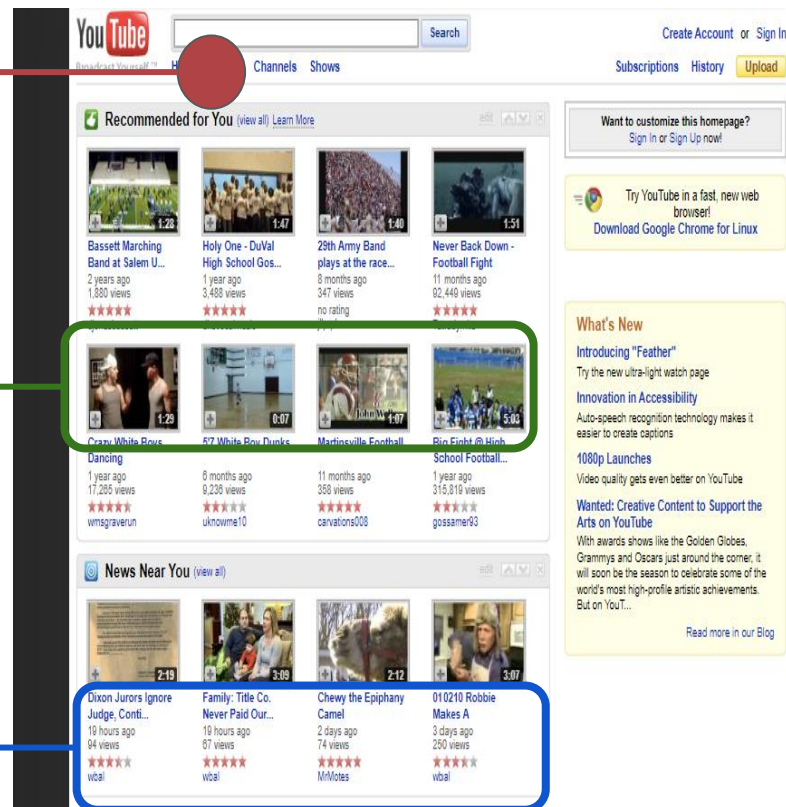 You Tube
Search
Create Account or Sign In
Broadcast Yourself™
Channels Shows
Subscriptions History Upload
Recommended for You (view all) Learn More
edit
1:28
1:47
1:40
1:51
Bassett Marching
Band at Salem U...
2 years ago
1,880 views
Holy One - DuVal
High School Gos...
1 year ago
3,488 views
29th Army Band
plays at the race...
8 months ago
347 views
no rating
Never Back Down -
Football Fight
11 months ago
92,449 views
1:29
0:07
1:07
5:03
Crazy White Boys
Dancing
1 year ago
17,265 views
wmsgraverun
5'7 White Boy Dunks
6 months ago
9,236 views
uknowme10
Martinsville Football
11 months ago
358 views
carvations008
Big Fight @ High
School Football...
1 year ago
315,819 views
gossamer93
News Near You (view all)
edit
2:19
3:09
2:12
3:07
Dixon Jurors Ignore
Judge, Conti...
19 hours ago
94 views
wbal
Family: Title Co.
Never Paid Our...
19 hours ago
67 views
wbal
Chewy the Epiphany
Camel
2 days ago
74 views
MrMotes
010210 Robbie
Makes A
3 days ago
250 views
wbal
Want to customize this homepage?
Sign In or Sign Up now!
Try YouTube in a fast, new web
browser!
Download Google Chrome for Linux
What's New
Introducing "Feather"
Try the new ultra-light watch page
Innovation in Accessibility
Auto-speech recognition technology makes it
easier to create captions
1080p Launches
Video quality gets even better on YouTube
Wanted: Creative Content to Support the
Arts on YouTube
With awards shows like the Golden Globes,
Grammys and Oscars just around the corner, it
will soon be the season to celebrate some of the
world's most high-profile artistic achievements.
But on YouT...
Read more in our Blog